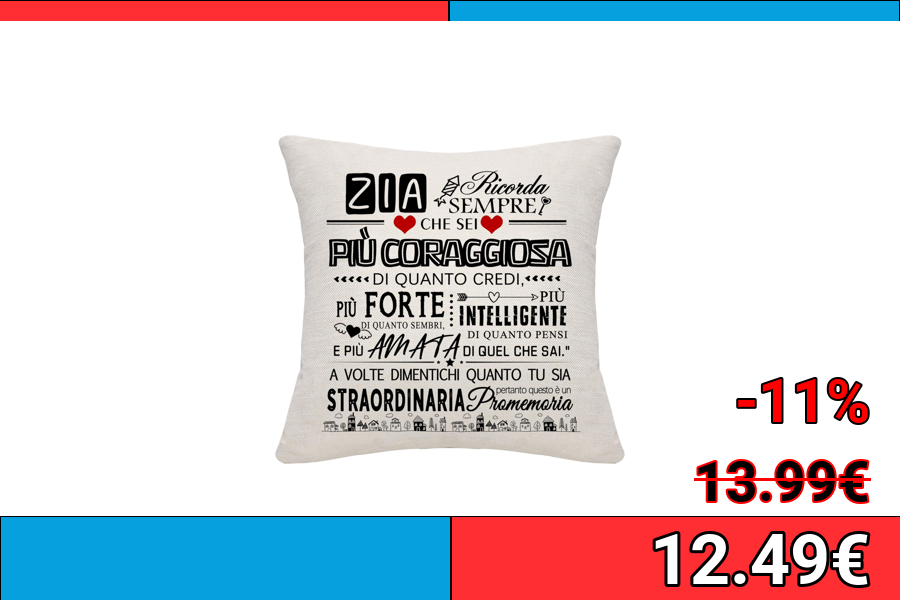 ZIA Ricorda
SEMPRE
CHE SEI
PIÙ CORAGGIOSA
DI QUANTO CREDI,
PIÙ FORTE
DI QUANTO SEMBRI,
PIÙ
INTELLIGENTE
DI QUANTO PENSI
E PIÙ AMATA DI QUEL CHE SAI."
A VOLTE DIMENTICHI QUANTO TU SIA
STRAORDINARIA pertanto questo è un
Promemoria
-11%
13.99€
12.49€